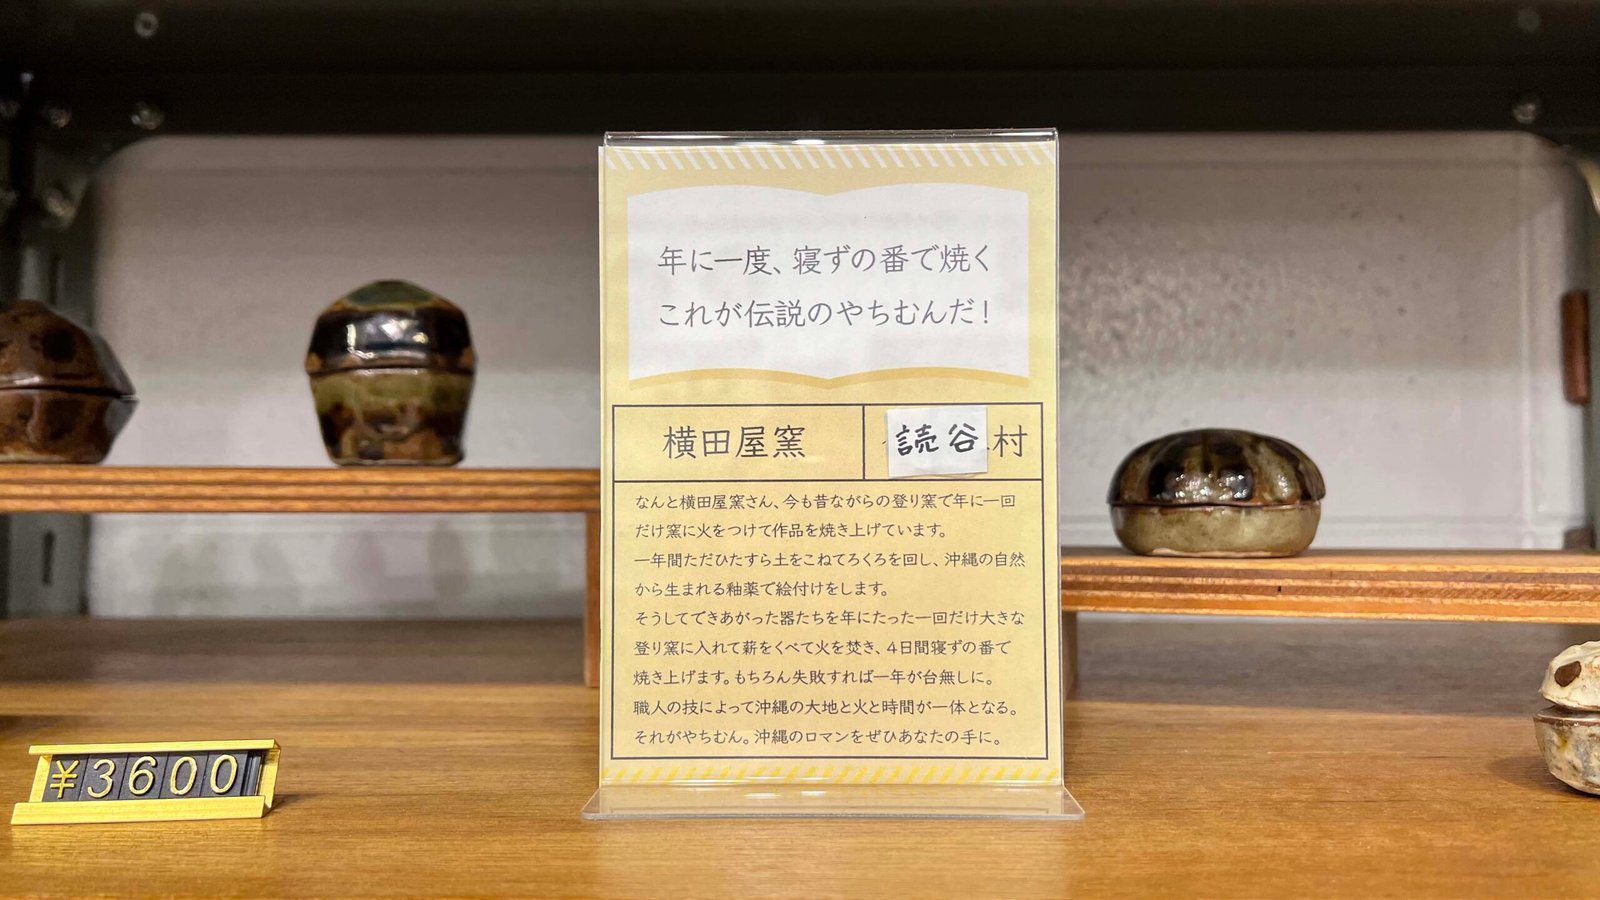 年に一度、寝ずの番で焼く
これが伝説のやちむんだ！
横田屋窯
読谷村
なんと横田屋窯さん、今も昔ながらの登り窯で年に一回
だけ窯に火をつけて作品を焼き上げています。
一年間ただひたすら土をこねてろくろを回し、沖縄の自然
から生まれる釉薬で絵付けをします。
そうしてできあがった器たちを年にたった一回だけ大きな
登り窯に入れて薪をくべて火を焚き、4日間寝ずの番で
焼き上げます。もちろん失敗すれば一年が台無しに。
職人の技によって沖縄の大地と火と時間が一体となる。
それがやちむん。沖縄のロマンをぜひあなたの手に。
¥3600